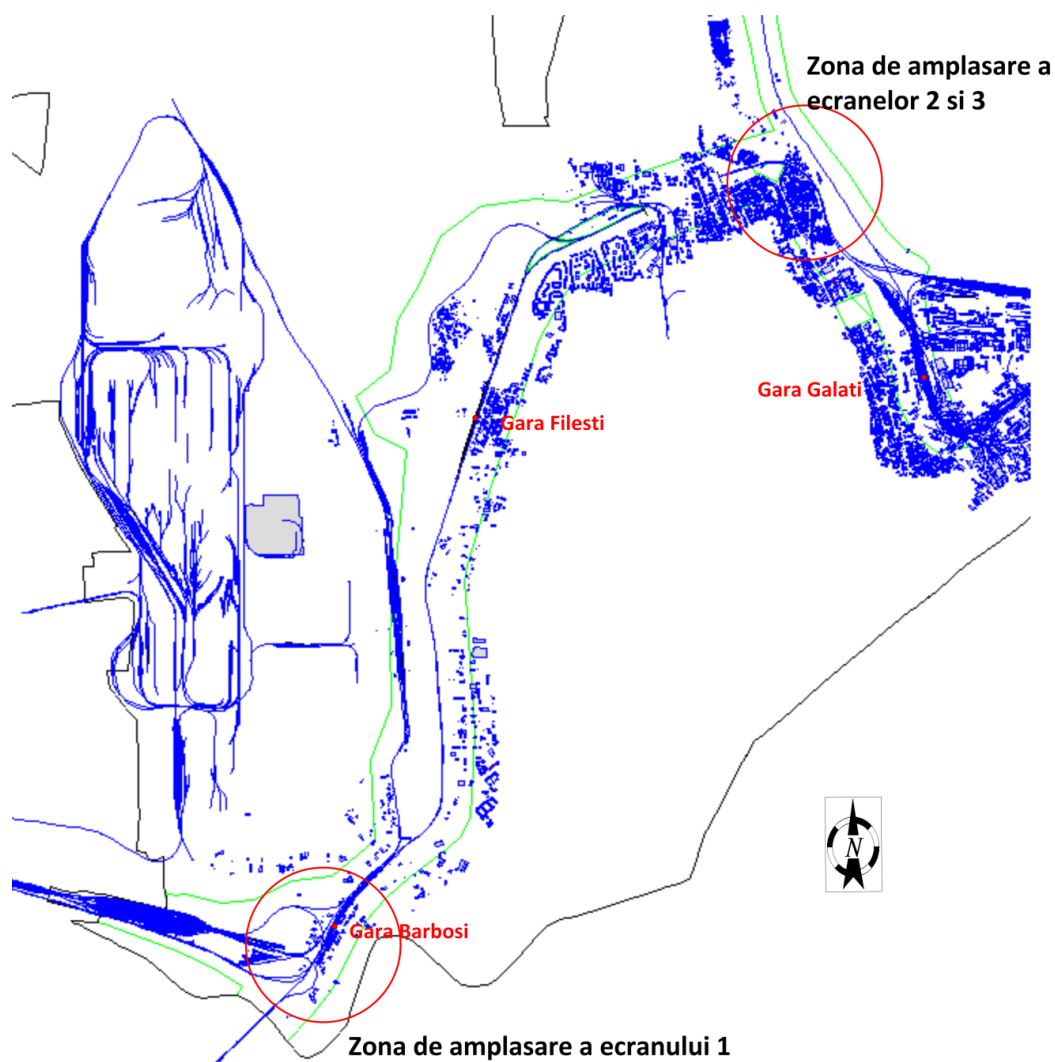 Zona de amplasare a
ecranelor 2 si 3
Gara Galati
Gara Filesti
N
Gara Barbosi
Zona de amplasare a ecranului 1